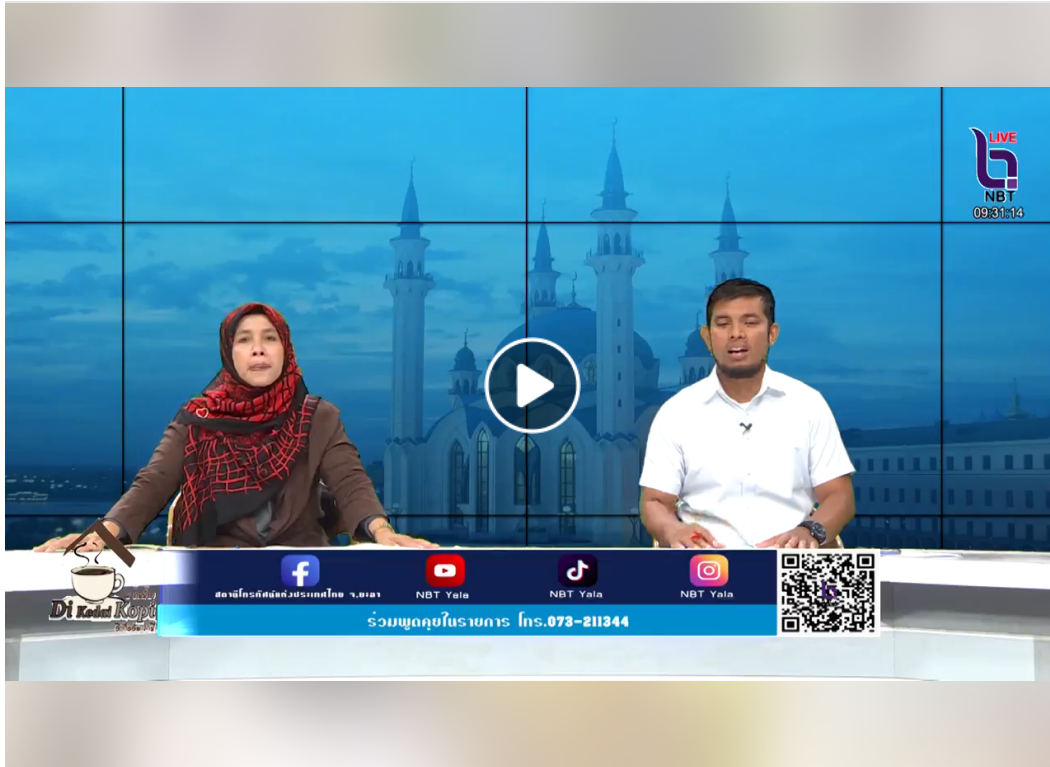 LIVE
NBT
09:31:14
สถานีโทรทัศน์แห่งประเทศไทย จ.ยะลา
NBT Yala
NBT Yala
NBT Yala
Di Kedai Kopi
ร่วมพูดคุยในรายการ โทร.073-211344